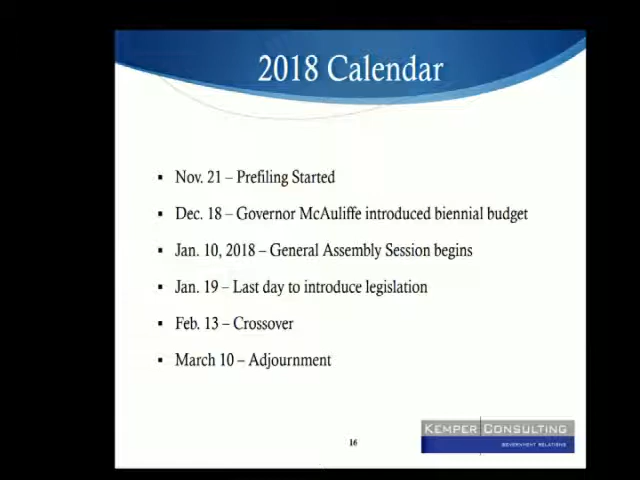 2018 Calendar
▪ Nov. 21 – Prefiling Started
▪ Dec. 18 – Governor McAuliffe introduced biennial budget
▪ Jan. 10, 2018 – General Assembly Session begins
▪ Jan. 19 – Last day to introduce legislation
▪ Feb. 13 – Crossover
▪ March 10 – Adjournment
16
KEMPER CONSULTING
GOVERNMENT RELATIONS